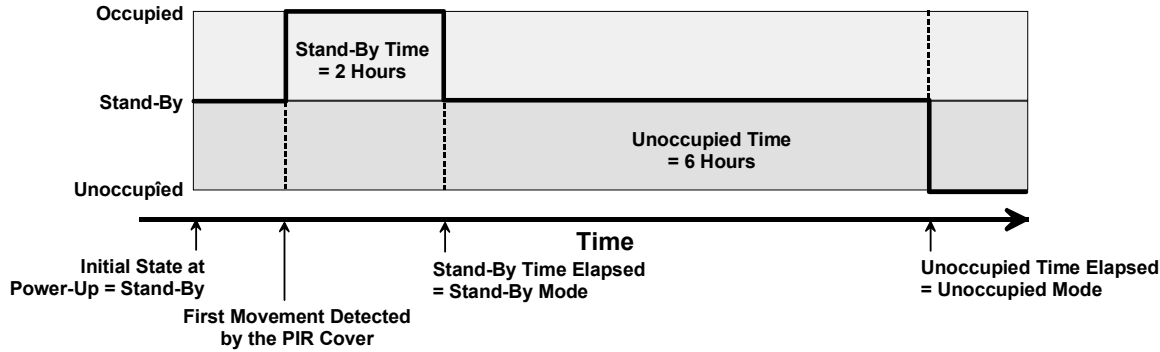 Occupied
Stand-By Time
= 2 Hours
Stand-By
Unoccupied Time
= 6 Hours
Unoccupîed
Time
Initial State at
Power-Up = Stand-By
First Movement Detected
by the PIR Cover
Stand-By Time Elapsed
= Stand-By Mode
Unoccupied Time Elapsed
= Unoccupied Mode